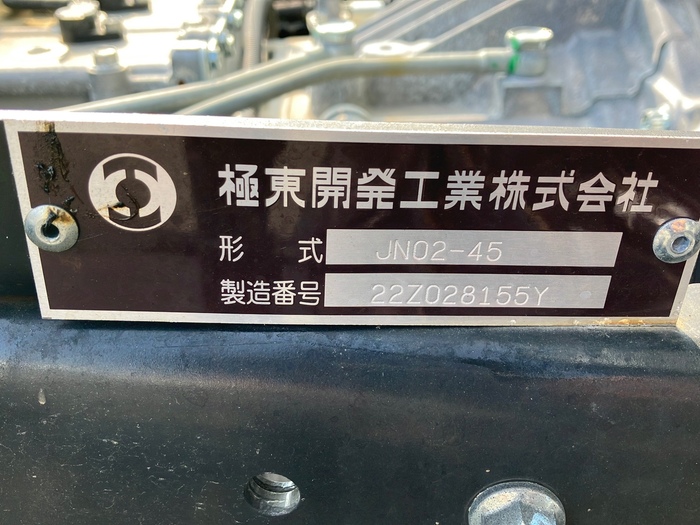 極東開発工業株式会社
形 式 JN02-45
製造番号 22Z028155Y